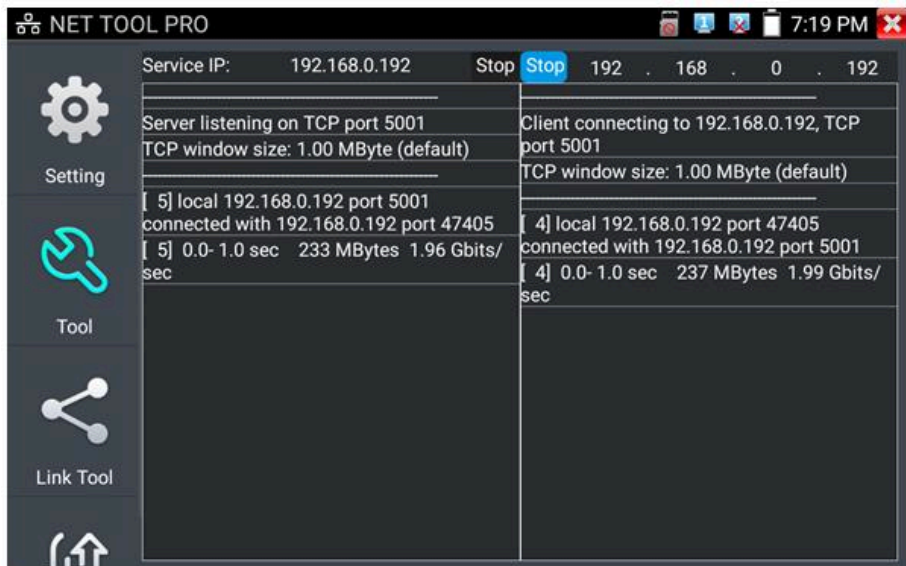 NET TOOL PRO
1
7:19 PM
Service IP: 192.168.0.192 Stop
Stop 192 . 168 . 0 . 192
Setting
Tool
Link Tool
Server listening on TCP port 5001
TCP window size: 1.00 MByte (default)
[ 5] local 192.168.0.192 port 5001
connected with 192.168.0.192 port 47405
[ 5] 0.0- 1.0 sec 233 MBytes 1.96 Gbits/
sec
Client connecting to 192.168.0.192, TCP
port 5001
TCP window size: 1.00 MByte (default)
[ 4] local 192.168.0.192 port 47405
connected with 192.168.0.192 port 5001
[ 4] 0.0- 1.0 sec 237 MBytes 1.99 Gbits/
sec